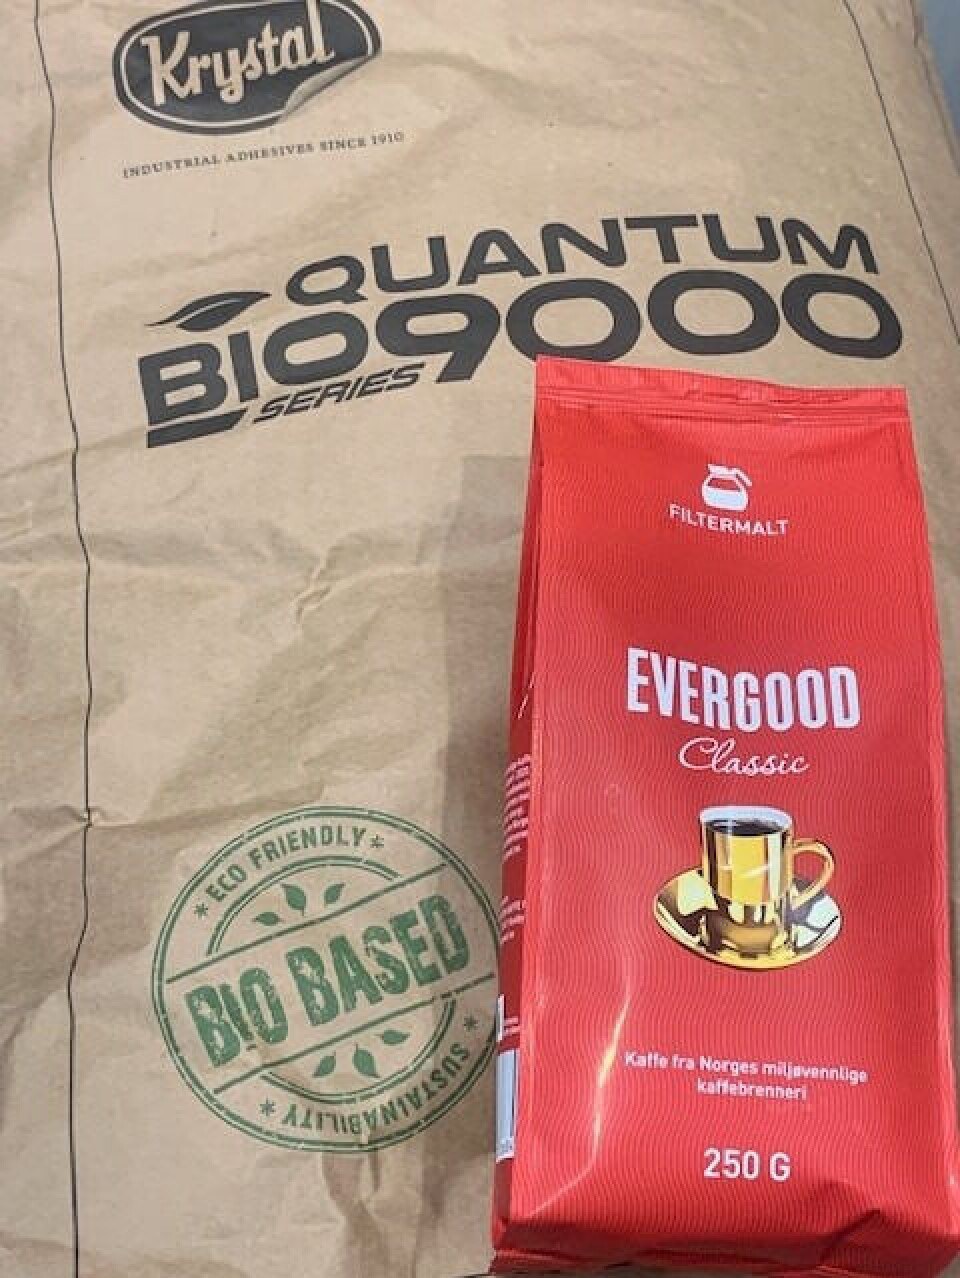 Krystal
INDUSTRIAL ADHESIVES SINCE 1910
QUANTUM
BIO9000
SERIES
FILTERMALT
EVERGOOD
Classic
ECO FRIENDLY
BIO BASED
SUSTAINABILITY
Kaffe fra Norges miljøvennlige
kaffebrenneri
250 G